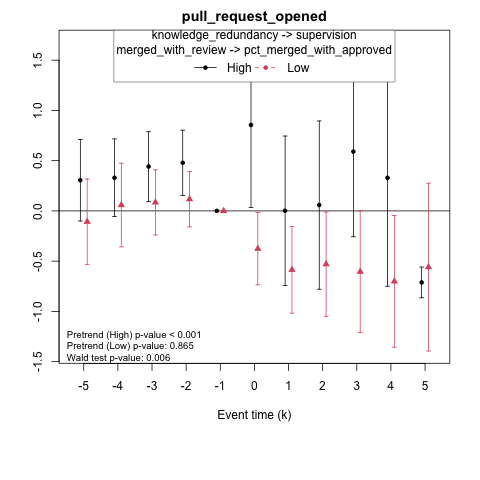 pull_request_opened
knowledge_redundancy -> supervision
merged_with_review -> pct_merged_with_approved
High Low
1.5
1.0
0.5
0.0
-0.5
-1.0
-1.5
Pretrend (High) p-value < 0.001
Pretrend (Low) p-value: 0.865
Wald test p-value: 0.006
-5 -4 -3 -2 -1 0 1 2 3 4 5
Event time (k)